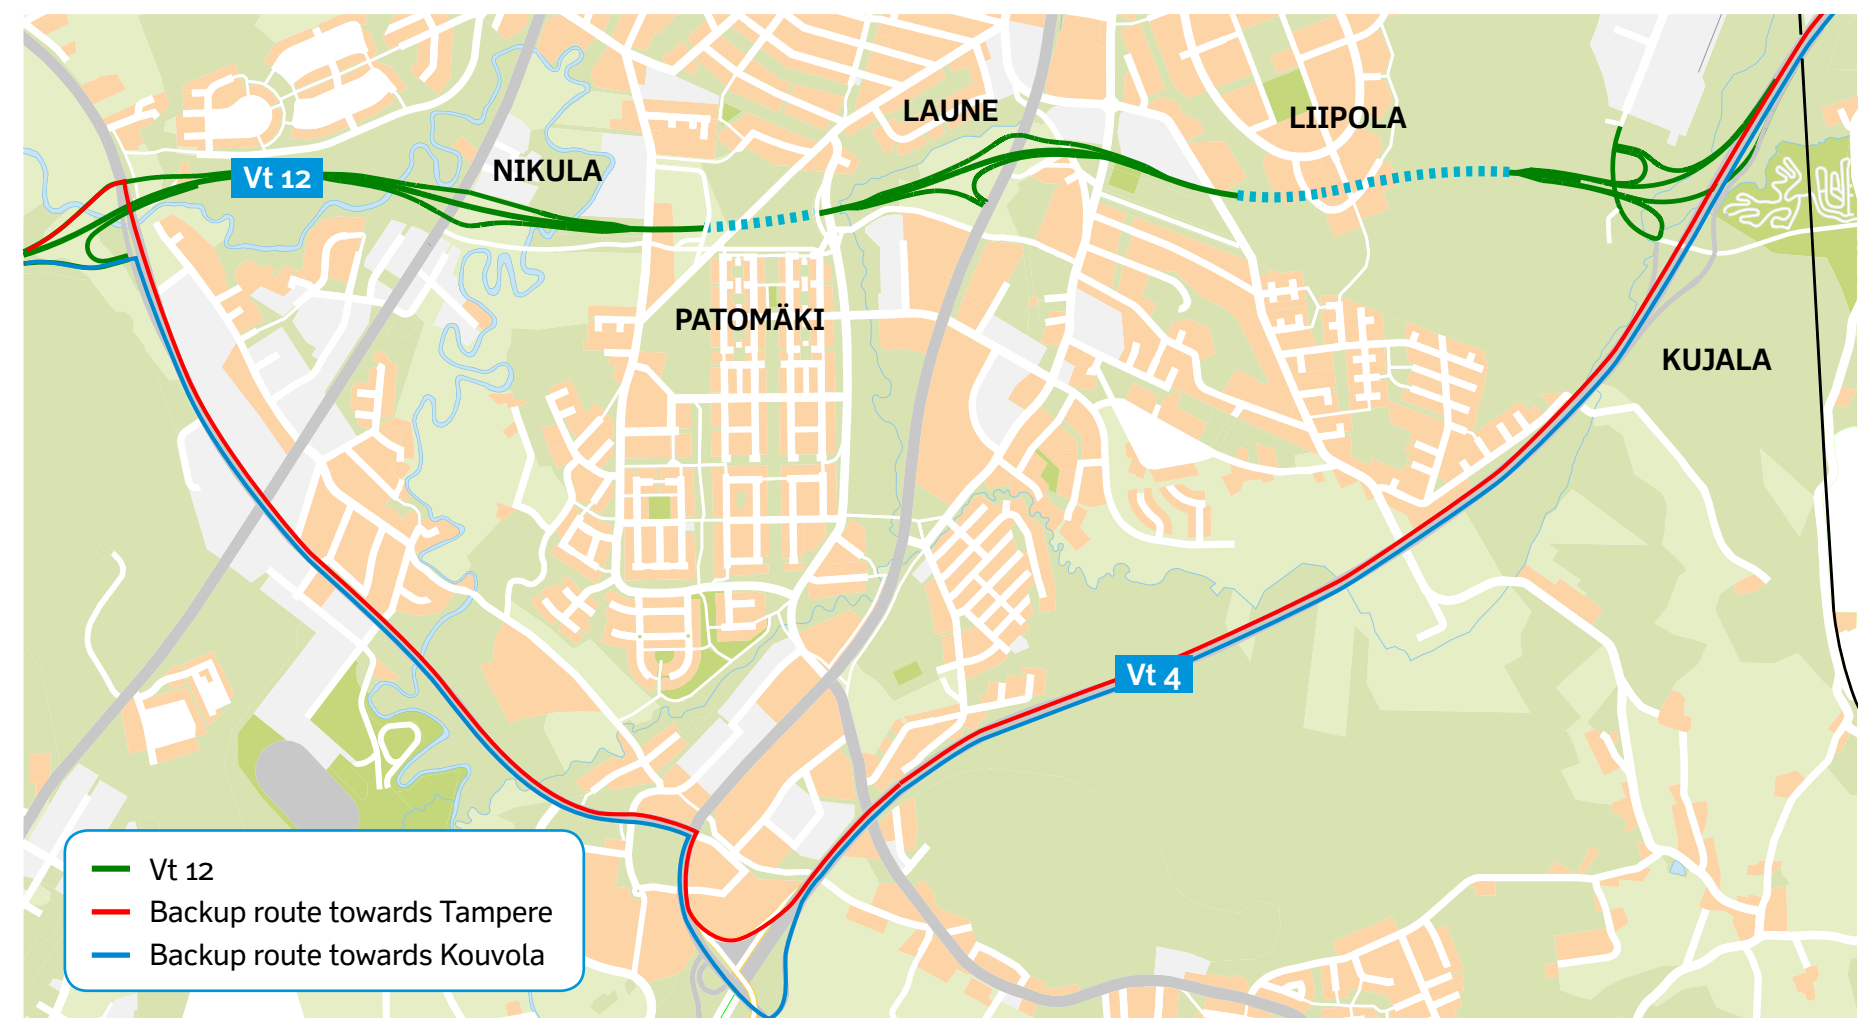 LAUNE
LIIPOLA
NIKULA
Vt 12
PATOMÄKI
KUJALA
Vt 4
Vt 12
Backup route towards Tampere
Backup route towards Kouvola